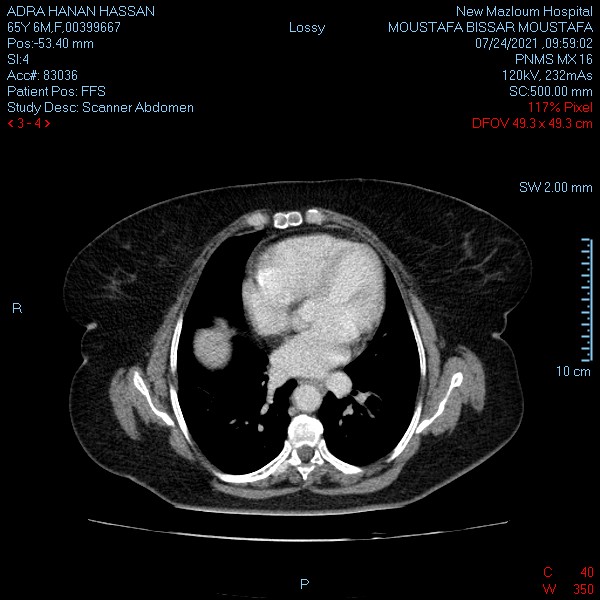 ADRA HANAN HASSAN
65Y 6M,F,00399667
Pos:-53.40 mm
SI:4
Acc#: 83036
Patient Pos: FFS
Study Desc: Scanner Abdomen
< 3 - 4 >
Lossy
New Mazloum Hospital
MOUSTAFA BISSAR MOUSTAFA
07/24/2021 ,09:59:02
PNMS MX 16
120kV, 232mAs
SC:500.00 mm
117% Pixel
DFOV 49.3 x 49.3 cm
SW 2.00 mm
R
10 cm
P
C 40
W 350